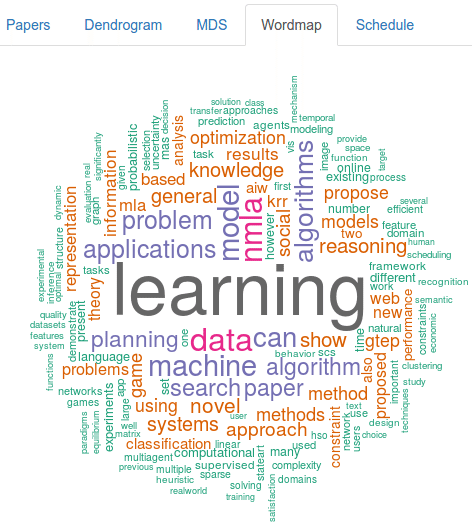 Papers Dendrogram MDS Wordmap Schedule
solution class
mechanism
transfer approaches
decision
temporal
prediction agents modeling
optimization
analysis
mas
uncertainty
selection
probabilistic
given
significantly
real
evaluation
graph
dynamic
task results
vis
image
provide
space
function
online
target
knowledge
existing process
based
information
representation
structure
general
aiw
first
mla
krr
propose
several
number efficient
model
nmla
however
social
algorithms
problem
models feature
two domain
human
applications
reasoning
scheduling
experimental
inference
optimal
tasks
theory
learning
framework
different recognition
work
web semantic
new
performance
constraints
economic
quality
datasets
features
system
demonstrate
present
planning
one
data
can
show
time
natural
gtep
language
machine
behavior scs
algorithm
also
proposed
important
clustering
problems
game
functions
set
search
paper
study
networks
games
experiments
app
large
using
novel
user
method
text
use
techniques
methods
constraint
network
users
design
choice
paradigms
equilibrium
well
matrix
systems
approach
hso
classification linear
used
multiagent computational many
stateart
previous multiple supervised complexity
heuristic sparse
solving domains
realworld
training
satisfaction